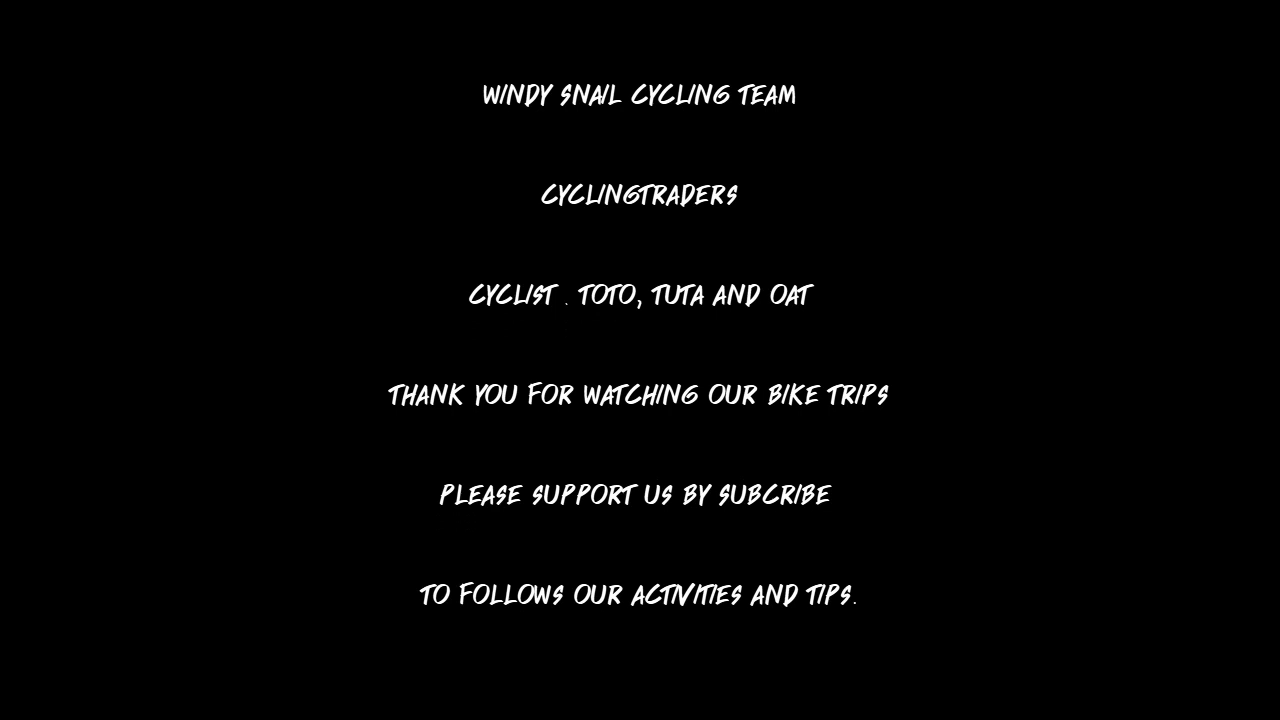 WINDY SNAIL CYCLING TEAM
CYCLINGTRADERS
CYCLIST . TOTO, TUTA AND OAT
THANK YOU FOR WATCHING OUR BIKE TRIPS
PLEASE SUPPORT US BY SUBCRIBE
TO FOLLOWS OUR ACTIVITIES AND TIPS.